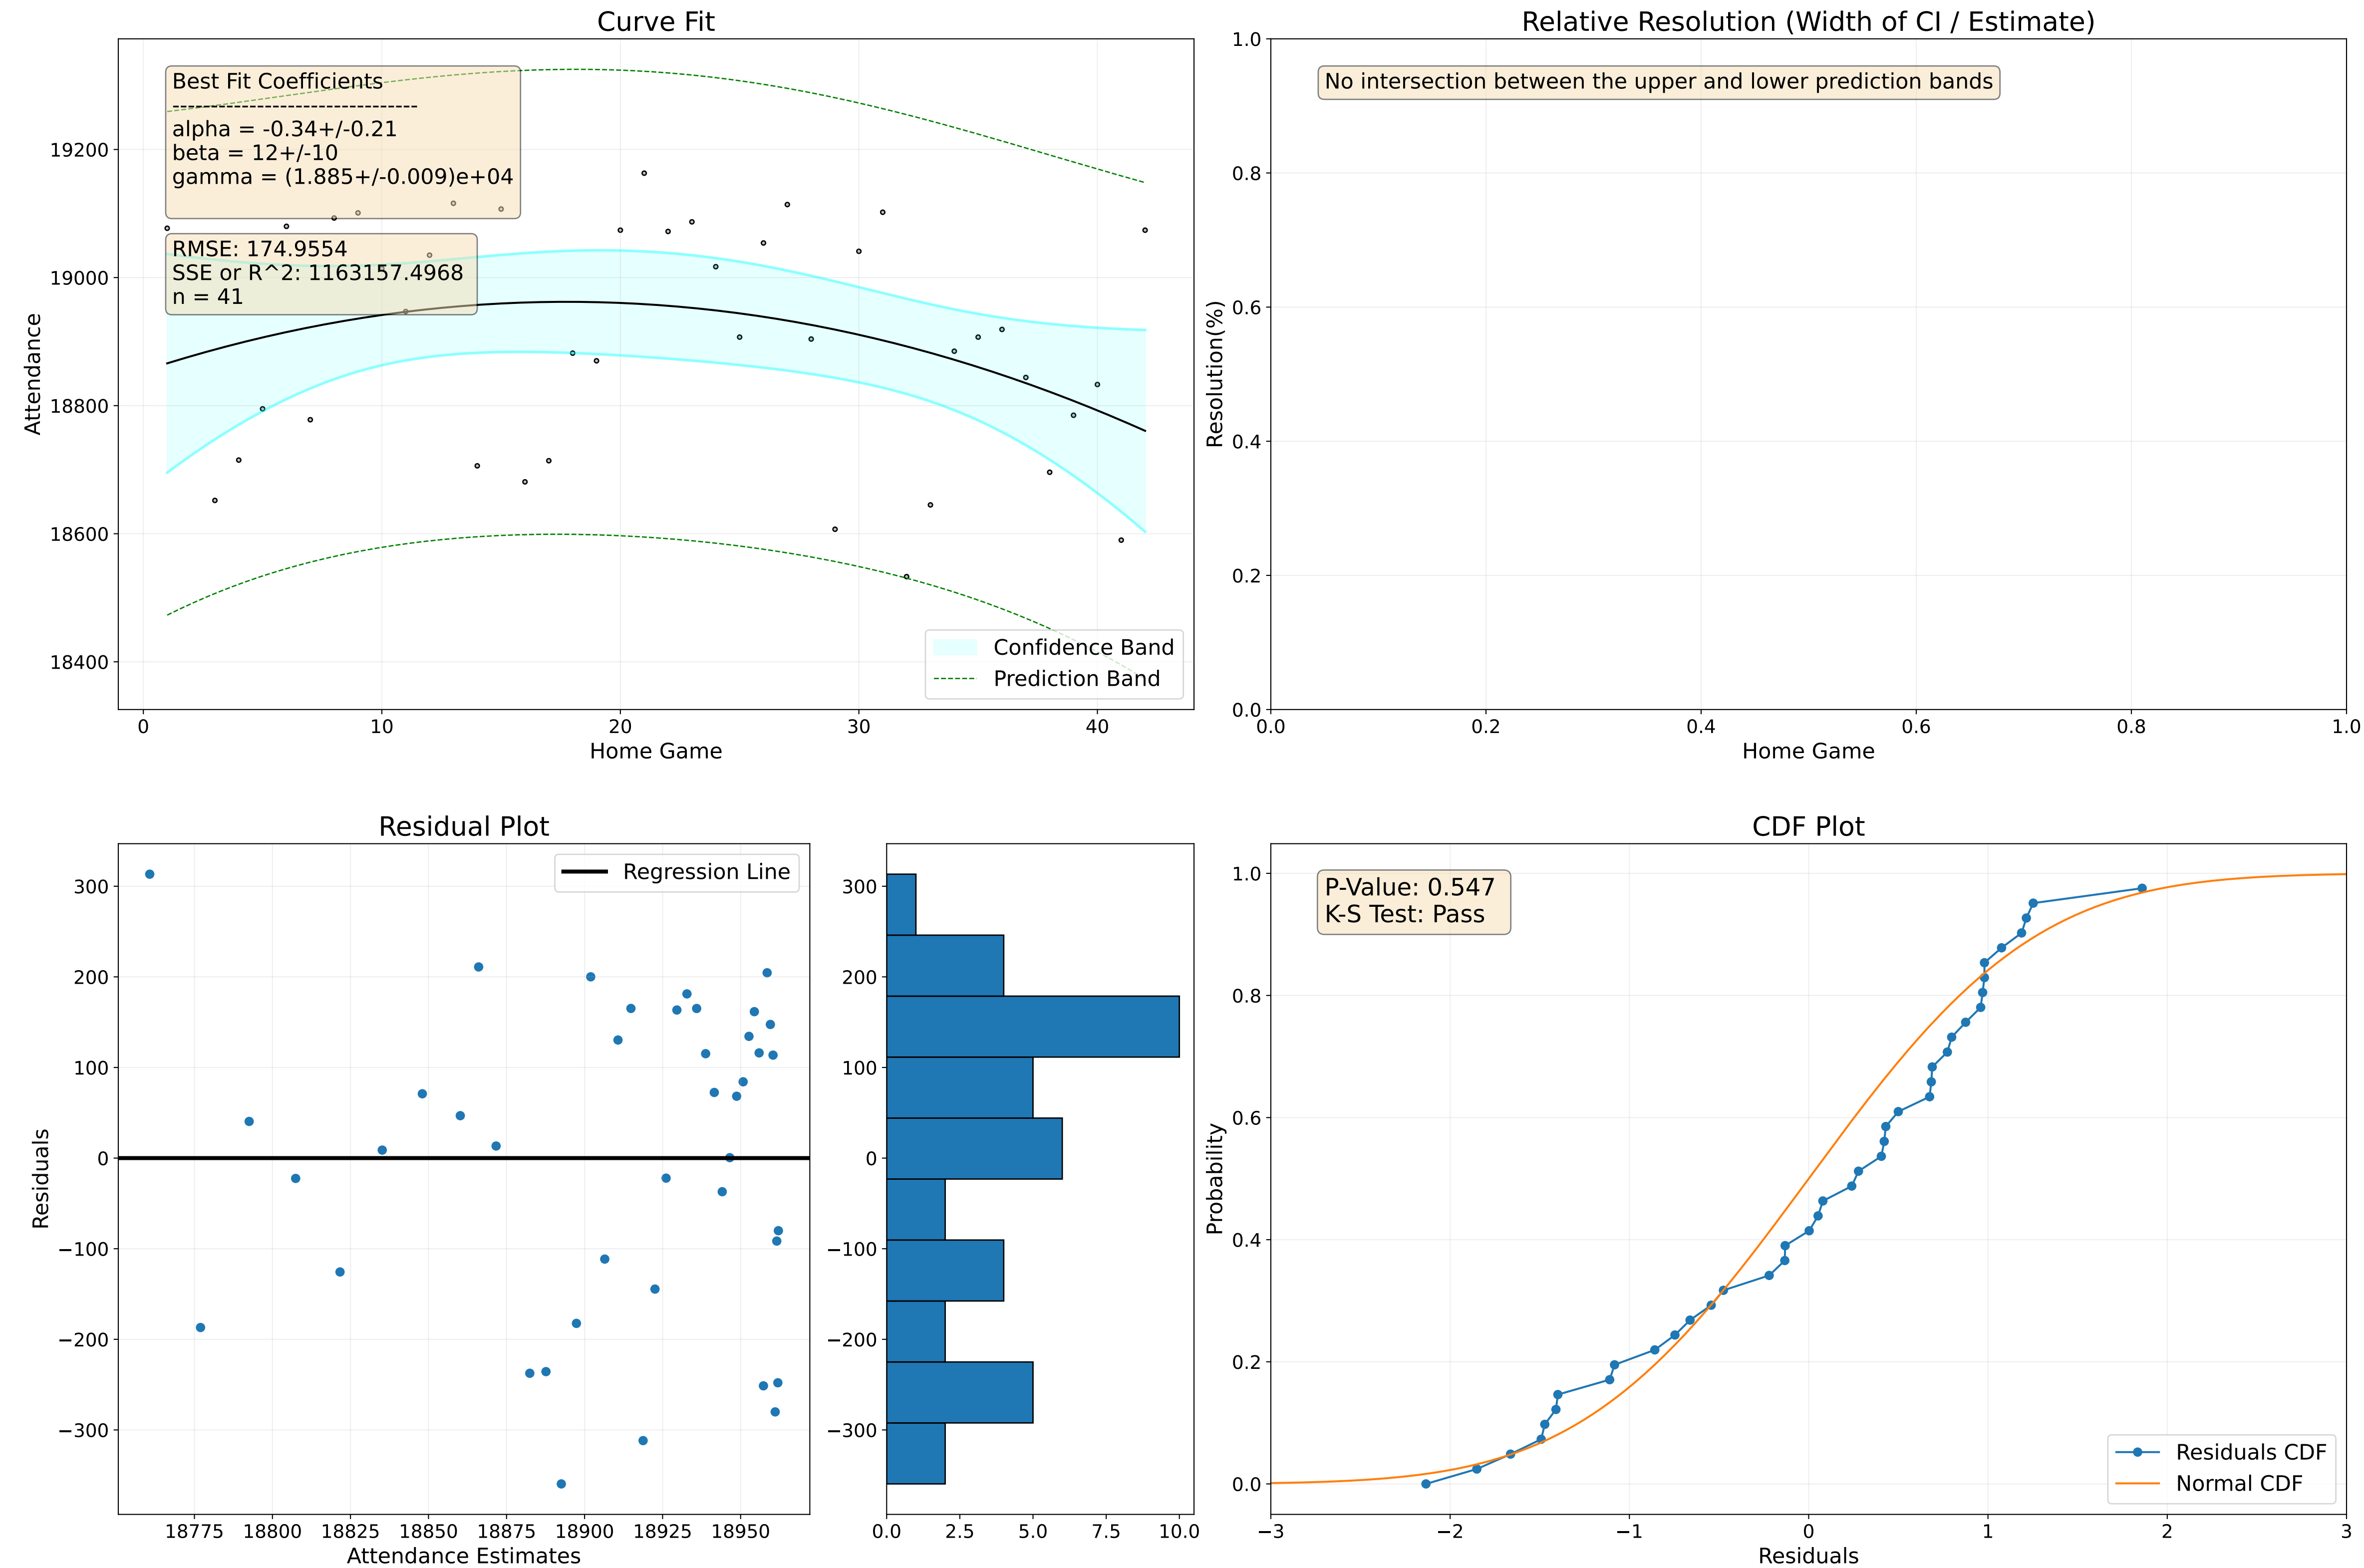 Curve Fit
Best Fit Coefficients
------------------------------
alpha = -0.34+/-0.21
beta = 12+/-10
gamma = (1.885+/-0.009)e+04
RMSE: 174.9554
SSE or R^2: 1163157.4968
n = 41
19200
19000
18800
18600
18400
Attendance
0 10 20 30 40
Home Game
Confidence Band
Prediction Band
Relative Resolution (Width of CI / Estimate)
No intersection between the upper and lower prediction bands
1.0
0.8
0.6
0.4
0.2
0.0
Resolution(%)
0.0 0.2 0.4 0.6 0.8 1.0
Home Game
Residual Plot
Regression Line
300
200
100
0
−100
−200
−300
Residuals
18775 18800 18825 18850 18875 18900 18925 18950
Attendance Estimates
300
200
100
0
−100
−200
−300
0.0 2.5 5.0 7.5 10.0
CDF Plot
P-Value: 0.547
K-S Test: Pass
1.0
0.8
0.6
0.4
0.2
0.0
Probability
−3 −2 −1 0 1 2 3
Residuals
Residuals CDF
Normal CDF